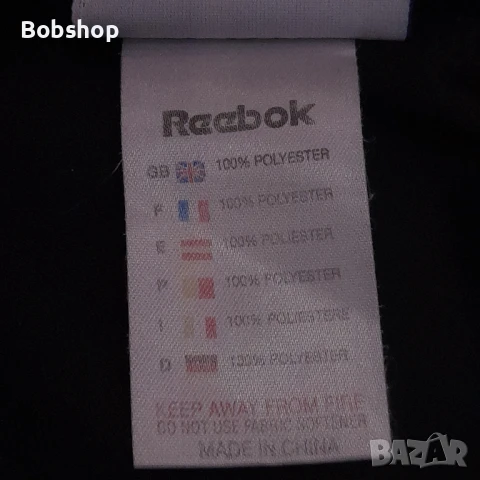 Bobshop
Reebok
GB 100% POLYESTER
F 100% POLYESTER
E 100% POLIESTER
P 100% POLIESTER
I 100% POLIESTERE
D 100% POLYESTER
KEEP AWAY FROM FIRE
DO NOT USE FABRIC SOFTENER
MADE IN CHINA
BAZAR